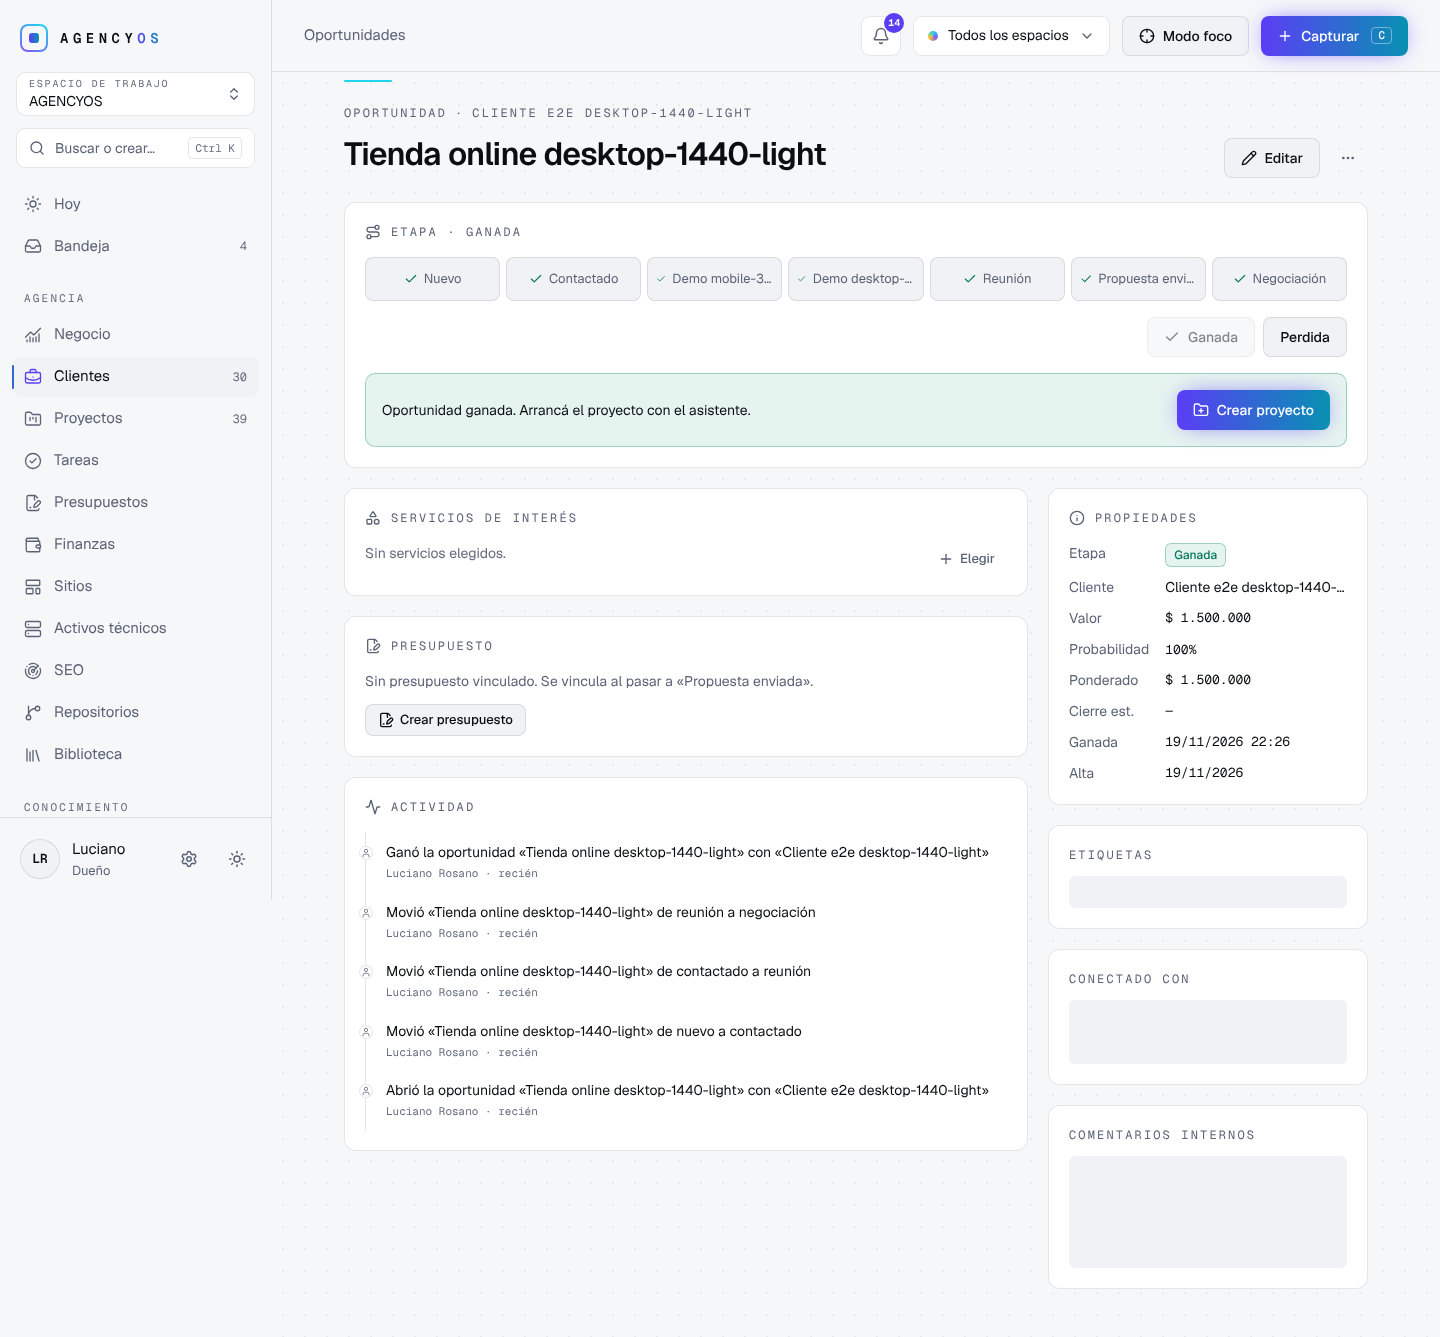 AGENCYOS
ESPACIO DE TRABAJO
AGENCYOS
Buscar o crear…
Ctrl K
Hoy
Bandeja
4
AGENCIA
Negocio
Clientes
30
Proyectos
39
Tareas
Presupuestos
Finanzas
Sitios
Activos técnicos
SEO
Repositorios
Biblioteca
CONOCIMIENTO
LR
Luciano
Dueño
Oportunidades
14
Todos los espacios
Modo foco
Capturar
C
OPORTUNIDAD · CLIENTE E2E DESKTOP-1440-LIGHT
Tienda online desktop-1440-light
Editar
ETAPA · GANADA
Nuevo
Contactado
Demo mobile-3…
Demo desktop-…
Reunión
Propuesta envi…
Negociación
Ganada
Perdida
Oportunidad ganada. Arrancá el proyecto con el asistente.
Crear proyecto
SERVICIOS DE INTERÉS
Sin servicios elegidos.
Elegir
PRESUPUESTO
Sin presupuesto vinculado. Se vincula al pasar a «Propuesta enviada».
Crear presupuesto
ACTIVIDAD
Ganó la oportunidad «Tienda online desktop-1440-light» con «Cliente e2e desktop-1440-light»
Luciano Rosano · recién
Movió «Tienda online desktop-1440-light» de reunión a negociación
Luciano Rosano · recién
Movió «Tienda online desktop-1440-light» de contactado a reunión
Luciano Rosano · recién
Movió «Tienda online desktop-1440-light» de nuevo a contactado
Luciano Rosano · recién
Abrió la oportunidad «Tienda online desktop-1440-light» con «Cliente e2e desktop-1440-light»
Luciano Rosano · recién
PROPIEDADES
Etapa
Ganada
Cliente
Cliente e2e desktop-1440-…
Valor
$ 1.500.000
Probabilidad
100%
Ponderado
$ 1.500.000
Cierre est.
—
Ganada
19/11/2026 22:26
Alta
19/11/2026
ETIQUETAS
CONECTADO CON
COMENTARIOS INTERNOS